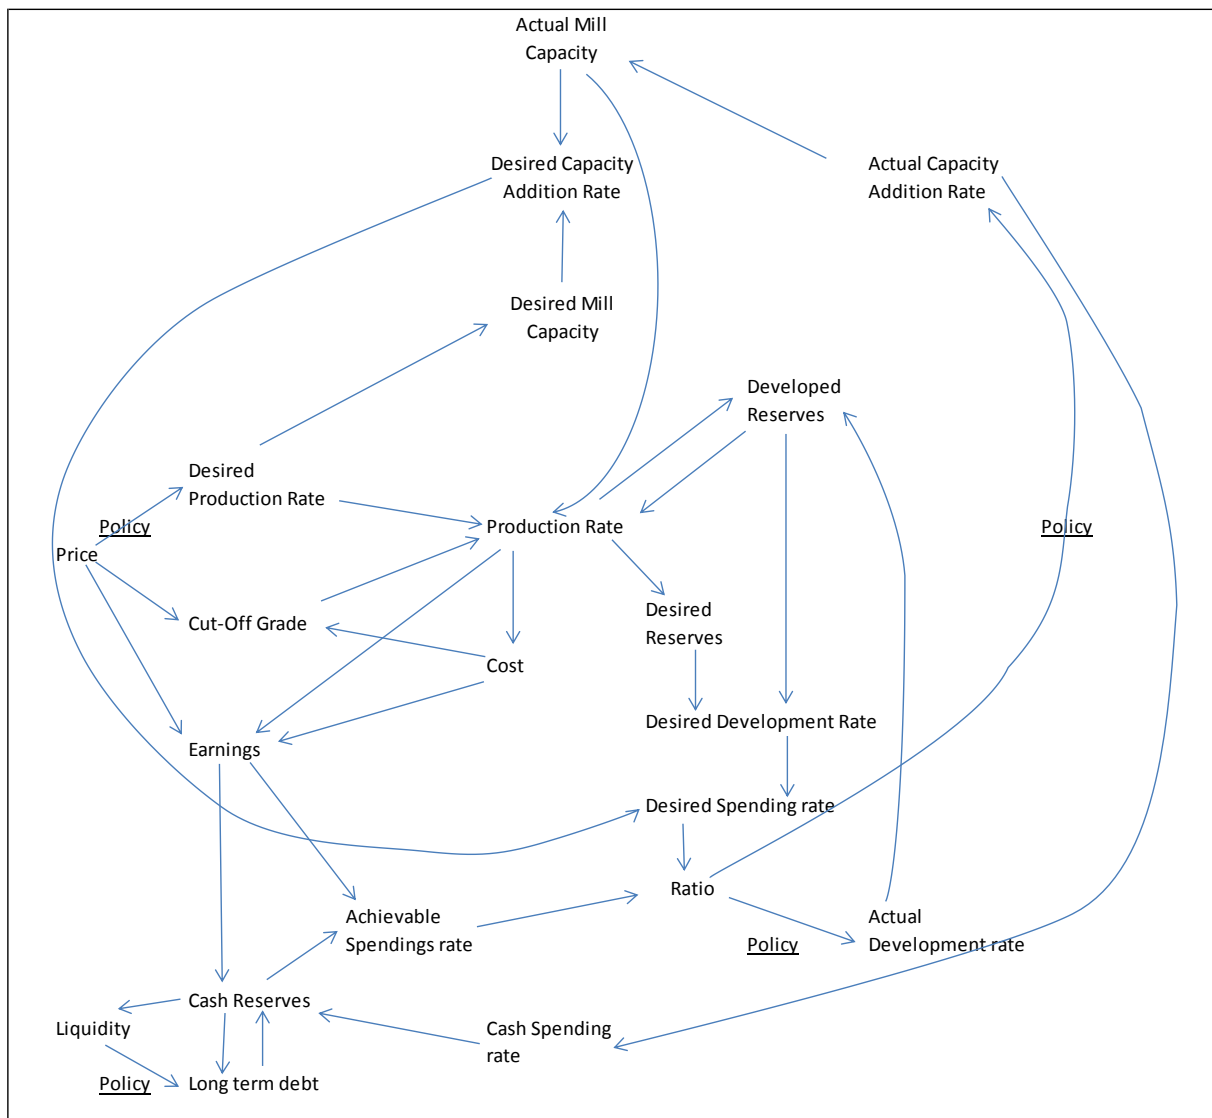 Actual Mill
Capacity
Desired Capacity
Addition Rate
Actual Capacity
Addition Rate
Desired Mill
Capacity
Developed
Reserves
Desired
Production Rate
Policy
Price
Production Rate
Policy
Cut-Off Grade
Desired
Reserves
Cost
Desired Development Rate
Earnings
Desired Spending rate
Ratio
Achievable
Spendings rate
Policy
Actual
Development rate
Cash Reserves
Liquidity
Cash Spending
rate
Policy
Long term debt